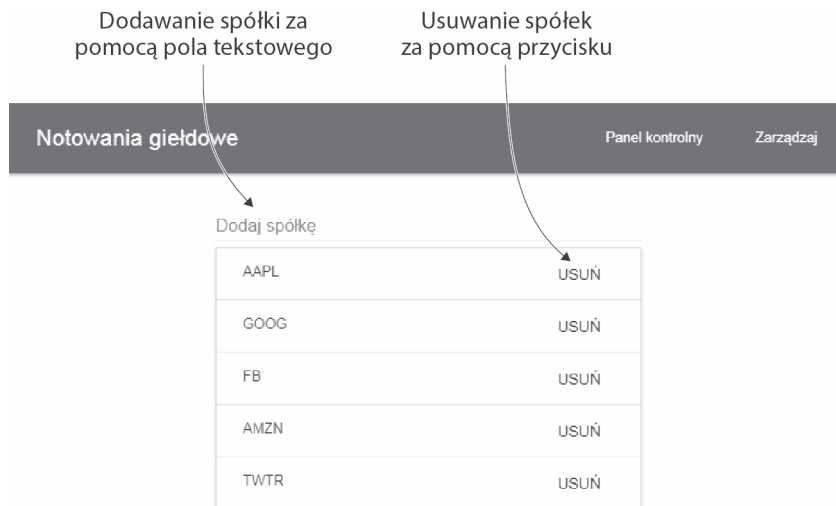 Dodawanie spółki za
pomocą pola tekstowego
Usuwanie spółek
za pomocą przycisku
Notowania giełdowe
Panel kontrolny
Zarządzaj
Dodaj spółkę
AAPL
USUŃ
GOOG
USUŃ
FB
USUŃ
AMZN
USUŃ
TWTR
USUŃ